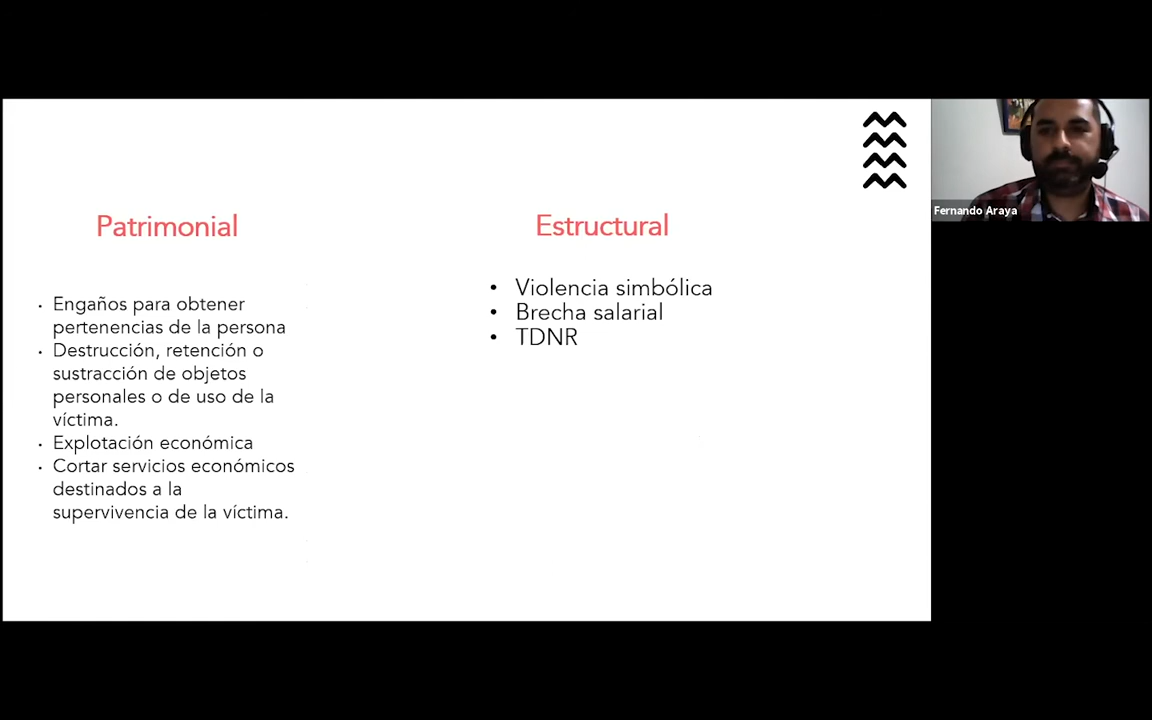 Patrimonial
• Engaños para obtener
pertenencias de la persona
• Destrucción, retención o
sustracción de objetos
personales o de uso de la
víctima.
• Explotación económica
• Cortar servicios económicos
destinados a la
supervivencia de la víctima.
Estructural
• Violencia simbólica
• Brecha salarial
• TDNR
Fernando Araya